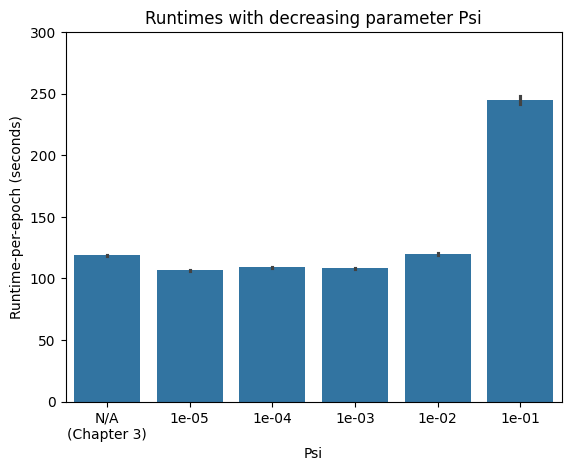 Runtimes with decreasing parameter Psi
Runtime-per-epoch (seconds)
300
250
200
150
100
50
0
N/A
(Chapter 3)
1e-05
1e-04
1e-03
1e-02
1e-01
Psi